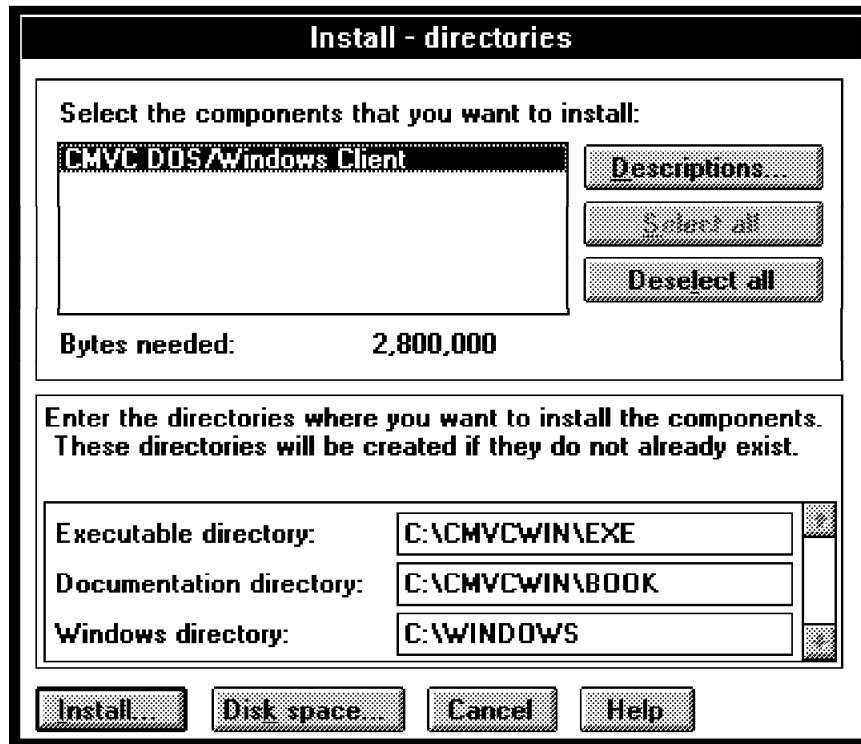 Install - directories
Select the components that you want to install:
CMVC DOS/Windows Client
Descriptions...
Select all
Deselect all
Bytes needed: 2,800,000
Enter the directories where you want to install the components.
These directories will be created if they do not already exist.
Executable directory: C:\CMVCWIN\EXE
Documentation directory: C:\CMVCWIN\BOOK
Windows directory: C:\WINDOWS
Install... Disk space... Cancel Help